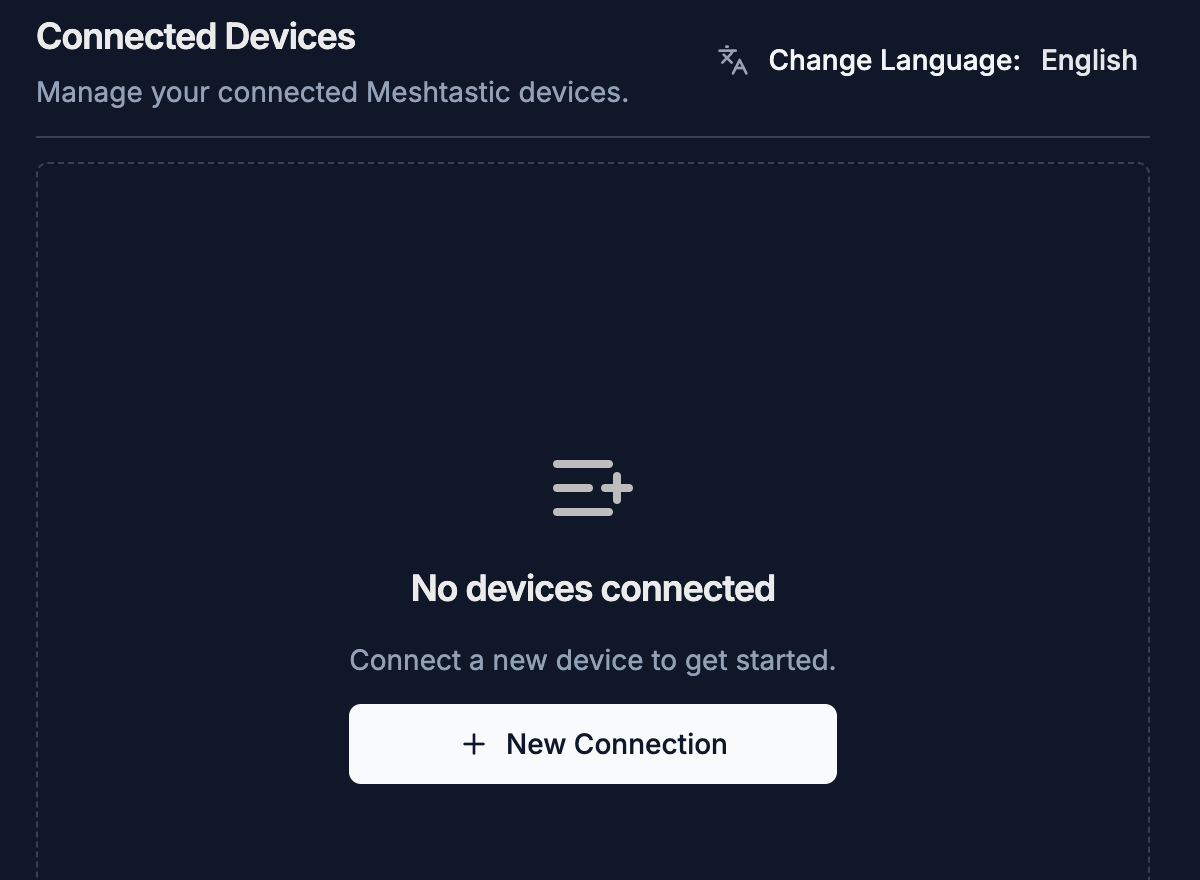 Connected Devices
Change Language: English
Manage your connected Meshtastic devices.
No devices connected
Connect a new device to get started.
+ New Connection